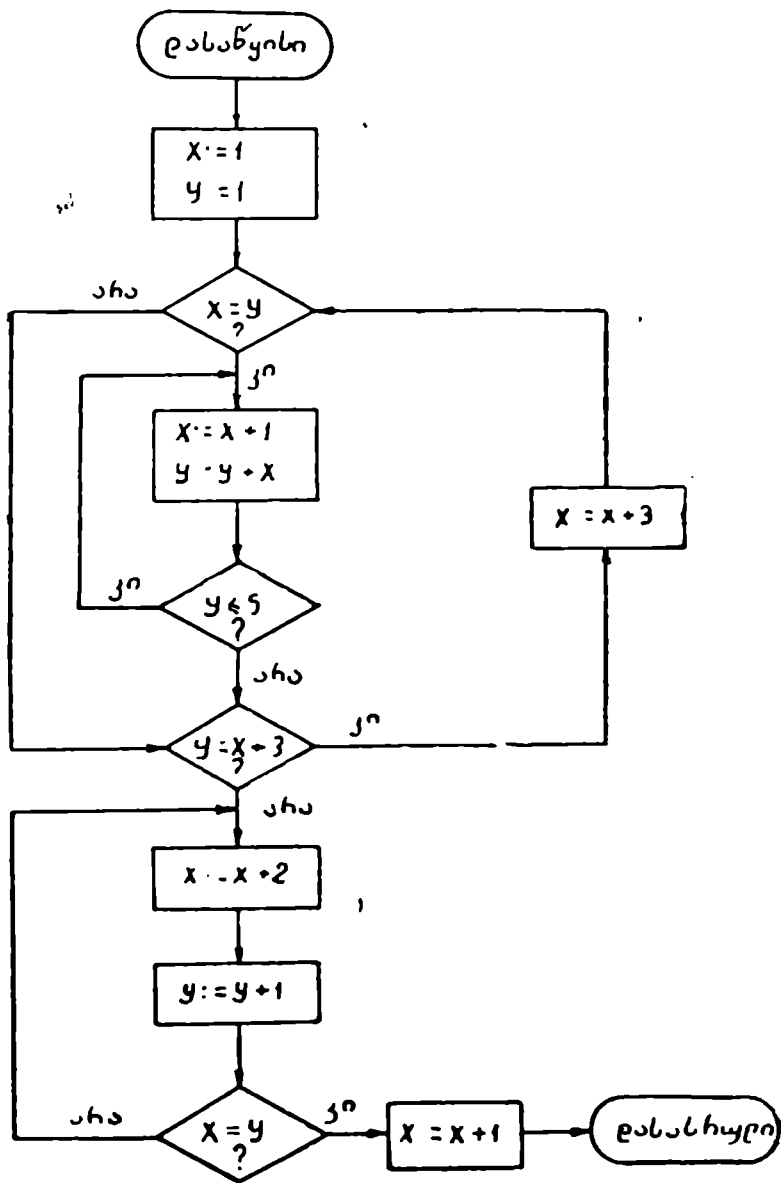 დასაწყისი
X:=1
Y=1
არა
X=Y
?
კი
X:=X+1
Y-Y+X
X=X+3
კი
Y≤5
?
არა
Y=X+3
?
კი
არა
X:-X+2
Y:=Y+1
არა
X=Y
?
კი
X=X+1
დასასრული